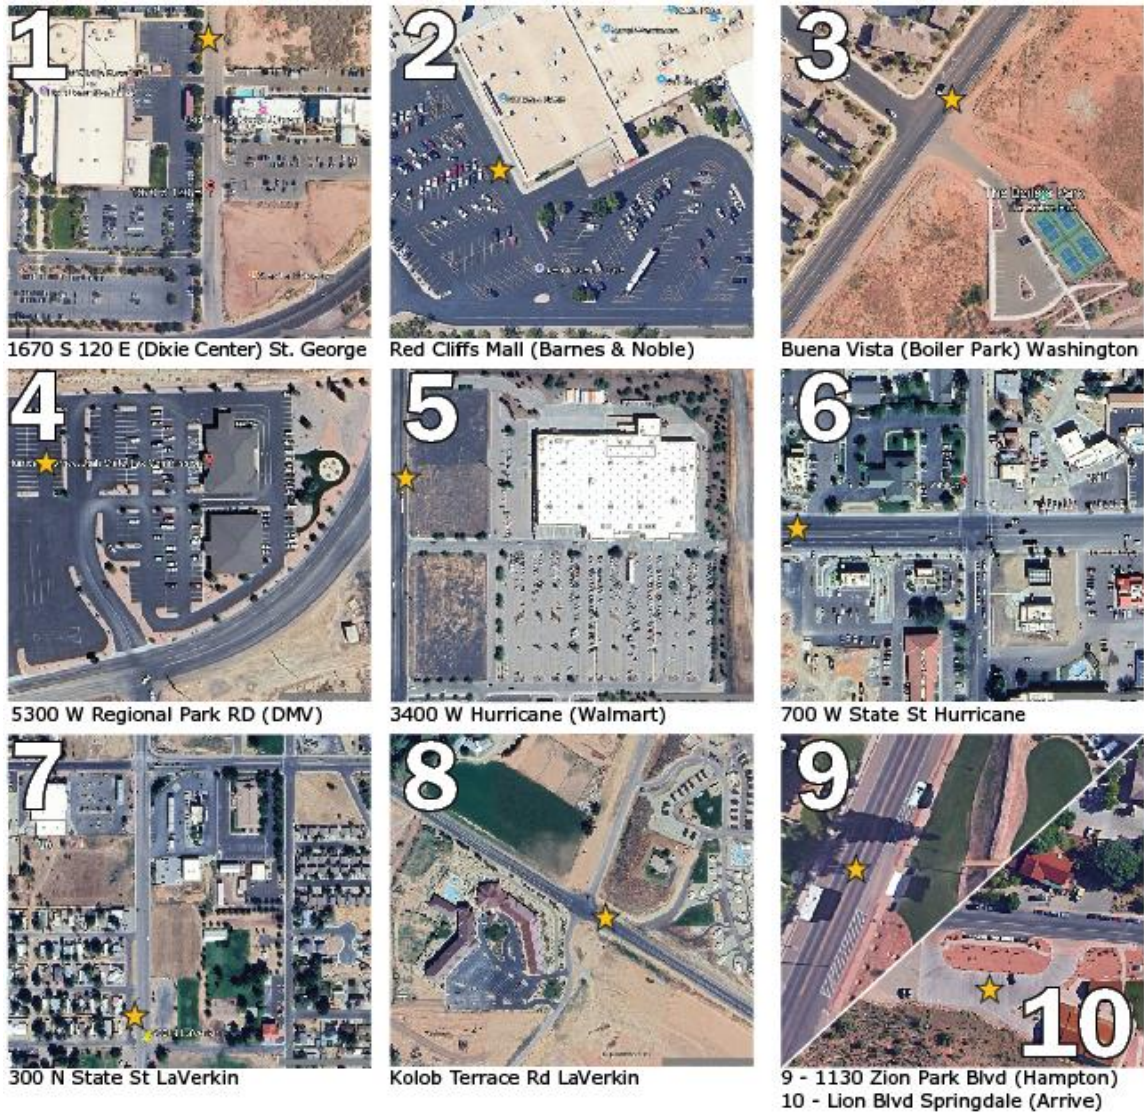 1
1670 S 120 E (Dixie Center) St. George
2
Red Cliffs Mall (Barnes & Noble)
3
Buena Vista (Boiler Park) Washington
4
5300 W Regional Park RD (DMV)
5
3400 W Hurricane (Walmart)
6
700 W State St Hurricane
7
300 N State St LaVerkin
8
Kolob Terrace Rd LaVerkin
9
10
9 - 1130 Zion Park Blvd (Hampton)
10 - Lion Blvd Springdale (Arrive)